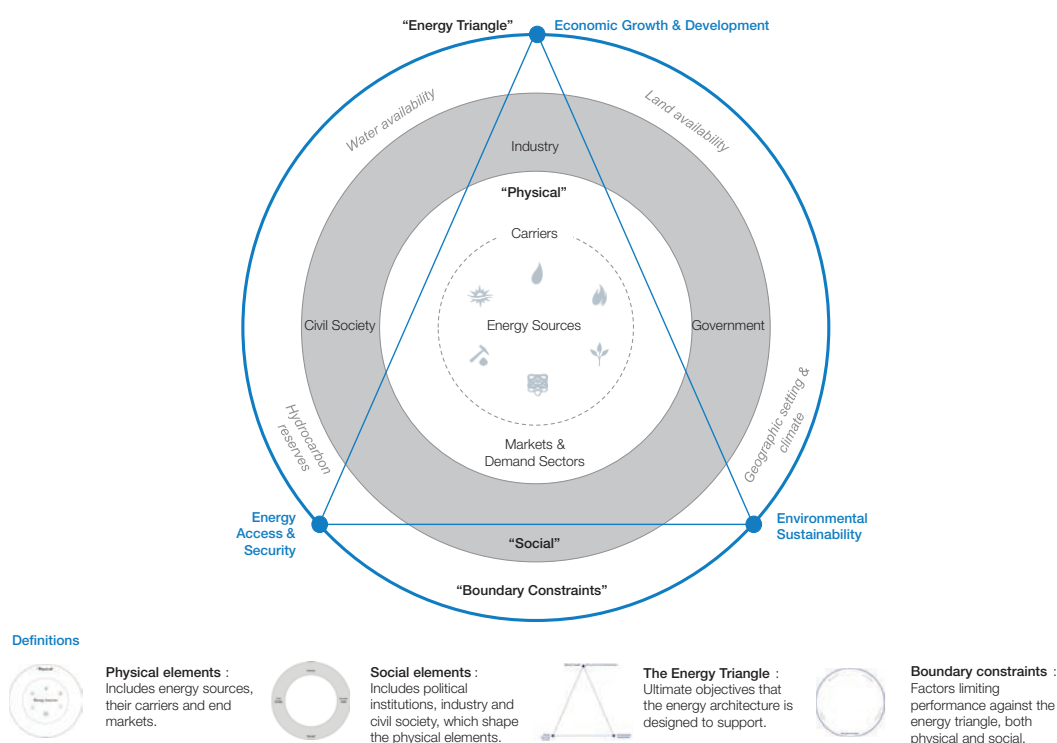 “Energy Triangle”
Economic Growth & Development
Water availability
Land availability
Industry
“Physical”
Carriers
Civil Society
Energy Sources
Government
Hydrocarbon
reserves
Geographic setting &
climate
Markets &
Demand Sectors
Energy
Access &
Security
Environmental
Sustainability
“Social”
“Boundary Constraints”
Definitions
Physical elements :
Includes energy sources,
their carriers and end
markets.
Social elements :
Includes political
institutions, industry and
civil society, which shape
the physical elements.
The Energy Triangle :
Ultimate objectives that
the energy architecture is
designed to support.
Boundary constraints :
Factors limiting
performance against the
energy triangle, both
physical and social.